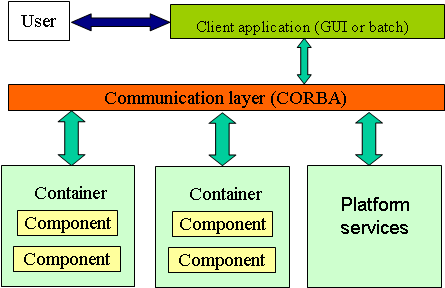 User
Client application (GUI or batch)
Communication layer (CORBA)
Container
Component
Component
Container
Component
Component
Platform
services